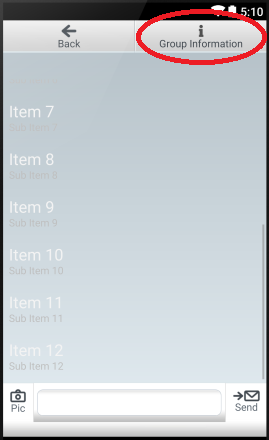 5:10
Back
Group Information
Item 7
Sub Item 7
Item 8
Sub Item 8
Item 9
Sub Item 9
Item 10
Sub Item 10
Item 11
Sub Item 11
Item 12
Sub Item 12
Pic
Send